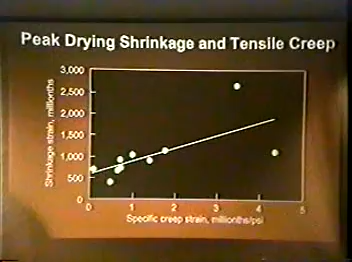 Peak Drying Shrinkage and Tensile Creep
Shrinkage strain, millionths
3,000
2,500
2,000
1,500
1,000
500
0
0 1 2 3 4 5
Specific creep strain, millionths/psi